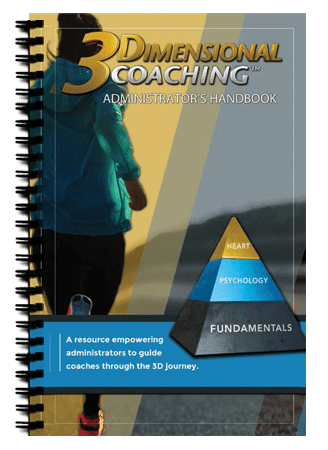 3DIMENSIONAL
COACHING™
ADMINISTRATOR'S HANDBOOK
HEART
PSYCHOLOGY
FUNDAMENTALS
A resource empowering
administrators to guide
coaches through the 3D journey.